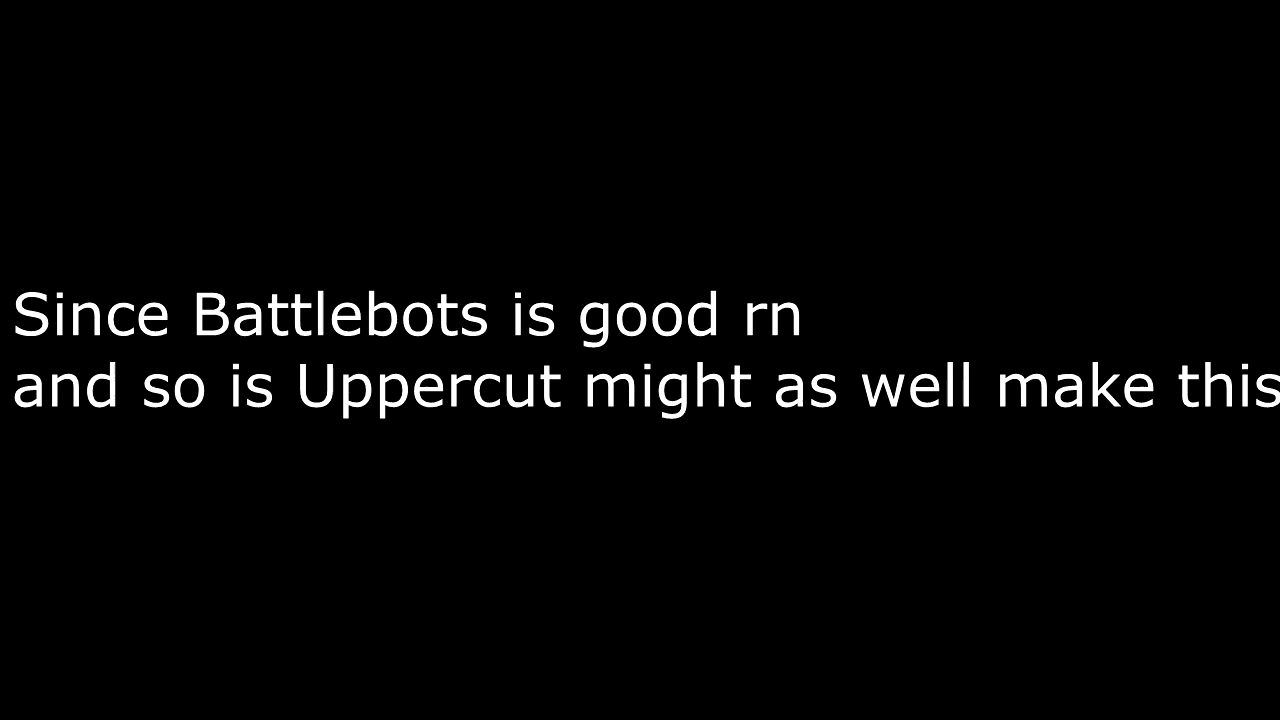 Since Battlebots is good rn
and so is Uppercut might as well make this